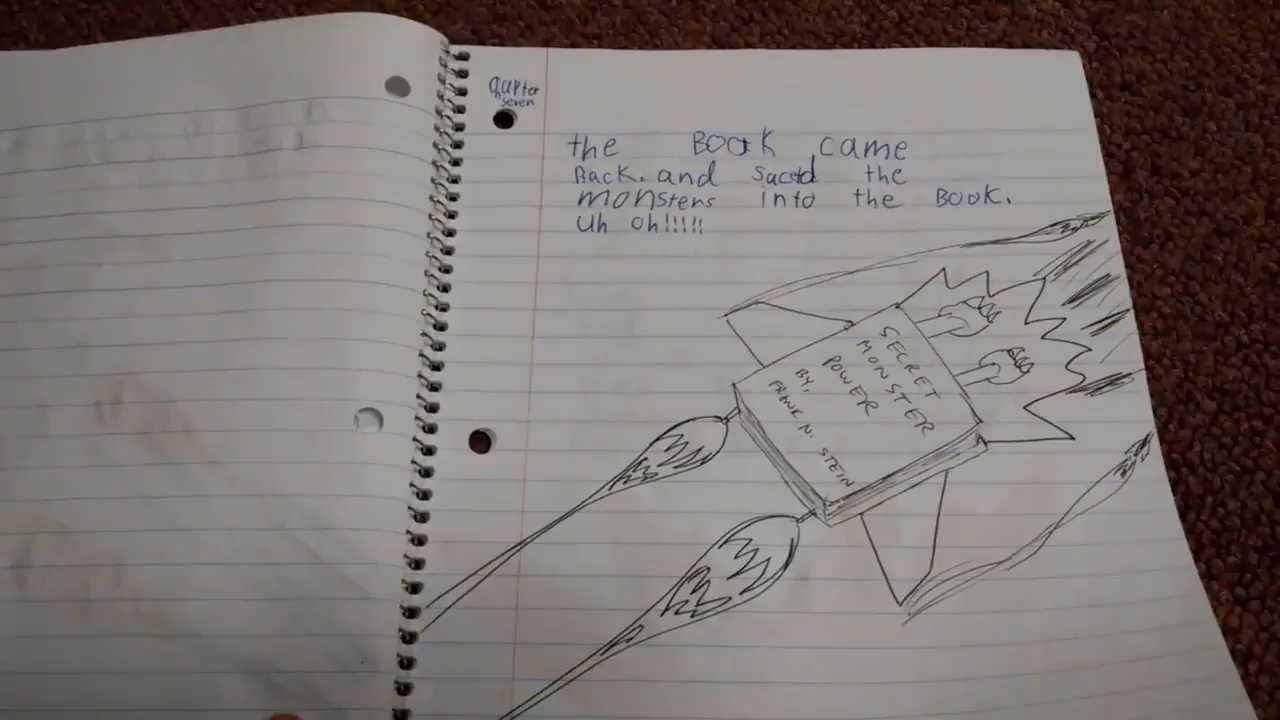 chapter
seven
the BOOK came
Back. and saced the
monsters into the BOOK.
Uh oh!!!!!
SECRET
MONSTER
POWER
BY,
FRANK N. STEIN